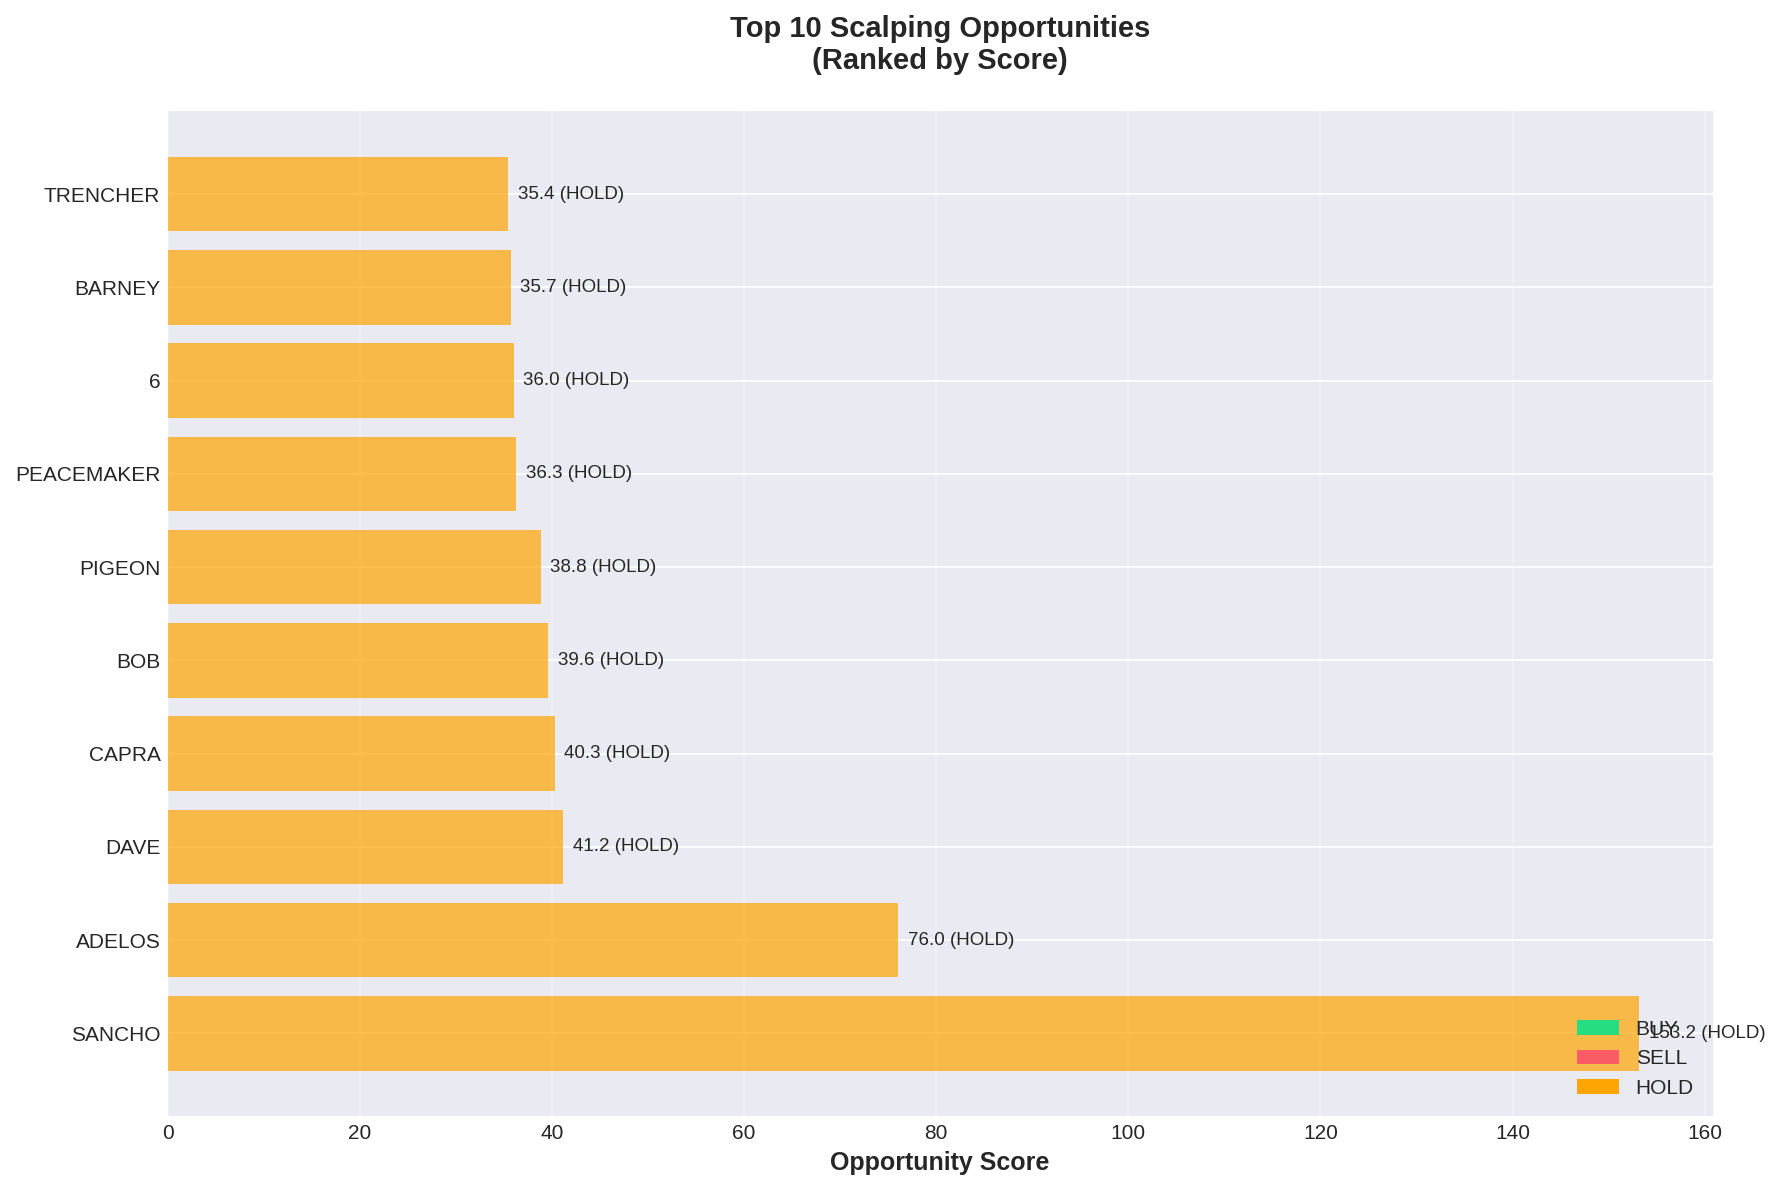 Top 10 Scalping Opportunities
(Ranked by Score)
TRENCHER
35.4 (HOLD)
BARNEY
35.7 (HOLD)
6
36.0 (HOLD)
PEACEMAKER
36.3 (HOLD)
PIGEON
38.8 (HOLD)
BOB
39.6 (HOLD)
CAPRA
40.3 (HOLD)
DAVE
41.2 (HOLD)
ADELOS
76.0 (HOLD)
SANCHO
153.2 (HOLD)
BUY
SELL
HOLD
0 20 40 60 80 100 120 140 160
Opportunity Score